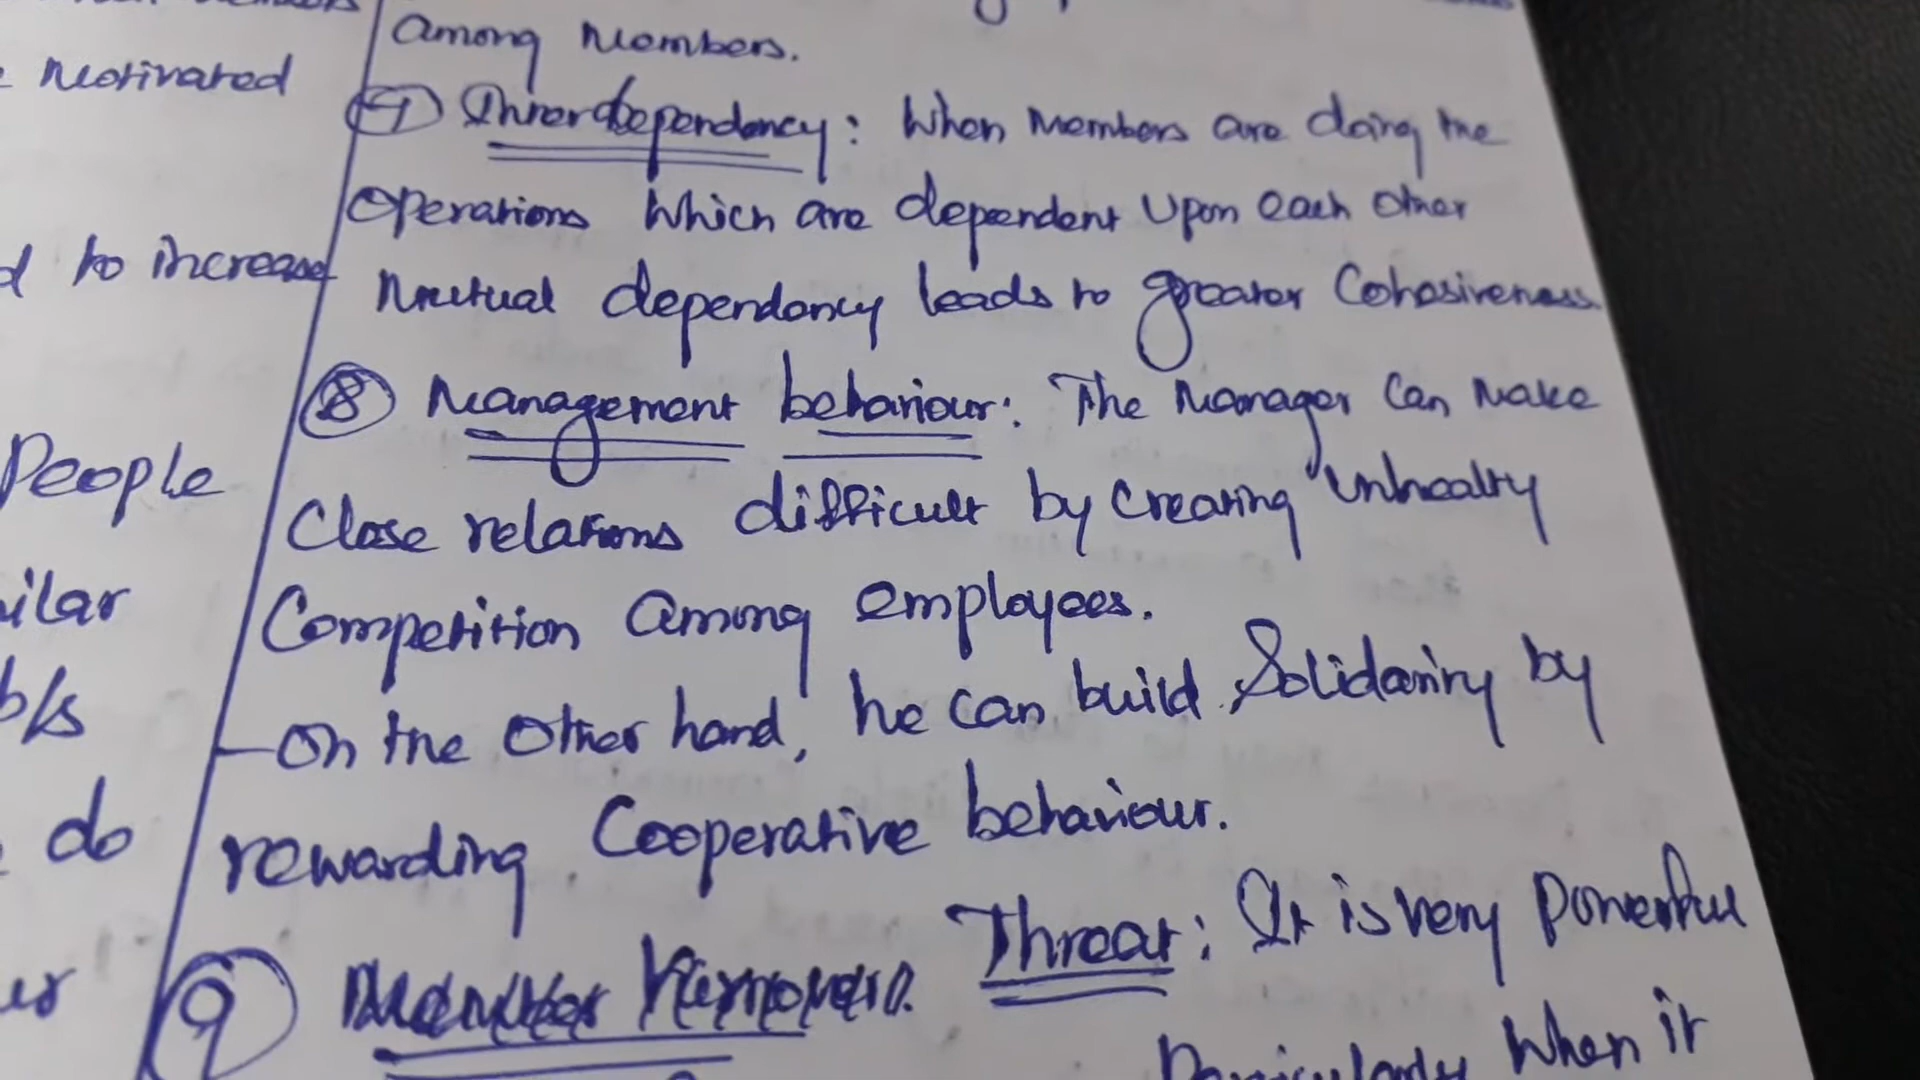 Motivated
d to increase
People
ilar
b/s
do
Among Members.
7 Interdependency: When Members are doing the
Operations Which are dependent Upon each other
Mutual dependency leads to greater Cohesiveness.
8 Management behaviour: The Manager Can Make
Close relations difficult by Creating Unhealty
Competition Among employees.
- On the Other hand, he can build Solidarity by
rewarding Cooperative behaviour.
9 Threat: It is very Powerful
Particularly When it